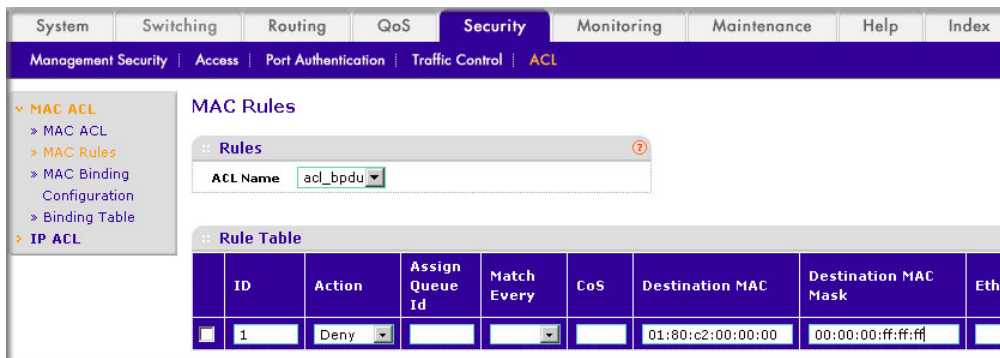 System Switching Routing QoS Security Monitoring Maintenance Help Index
Management Security Access Port Authentication Traffic Control ACL
MAC ACL
» MAC ACL
» MAC Rules
» MAC Binding
Configuration
» Binding Table
IP ACL
MAC Rules
Rules ?
ACL Name acl_bpdu
Rule Table
ID Action Assign Queue Id Match Every CoS Destination MAC Destination MAC Mask Eth
1 Deny 01:80:c2:00:00:00 00:00:00:ff:ff:ff